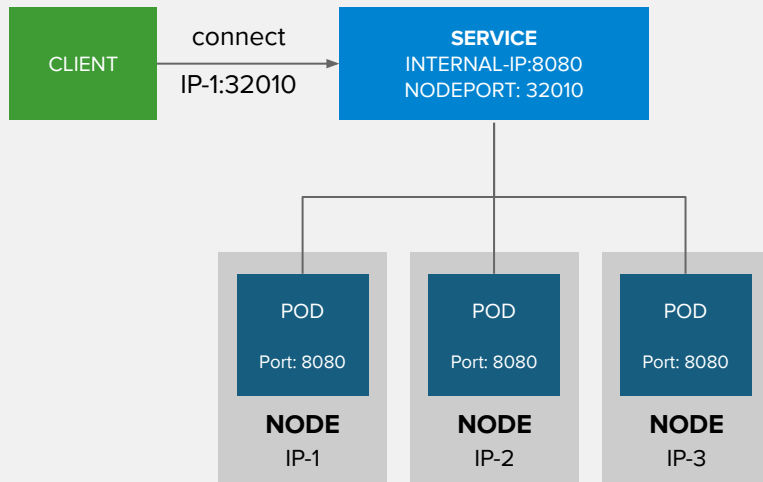 CLIENT
connect
IP-1:32010
SERVICE
INTERNAL-IP:8080
NODEPORT: 32010
POD
Port: 8080
NODE
IP-1
POD
Port: 8080
NODE
IP-2
POD
Port: 8080
NODE
IP-3